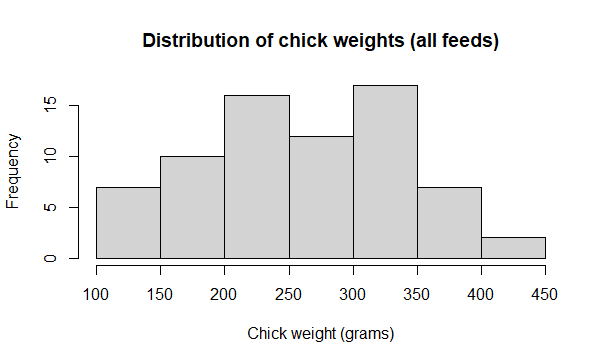 Distribution of chick weights (all feeds)
Frequency
15
10
5
0
100 150 200 250 300 350 400 450
Chick weight (grams)